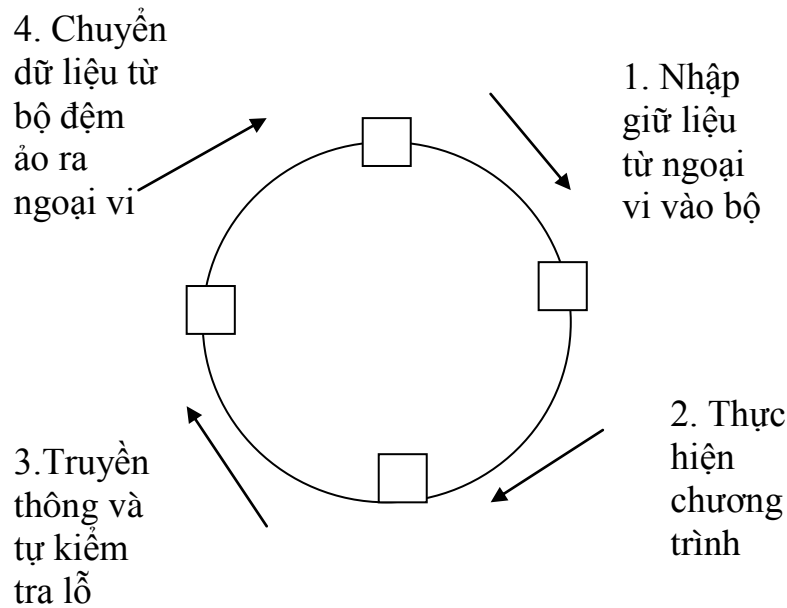 4. Chuyển
dữ liệu từ
bộ đệm
ảo ra
ngoại vi
1. Nhập
giữ liệu
từ ngoại
vi vào bộ
2. Thực
hiện
chương
trình
3.Truyền
thông và
tự kiểm
tra lỗ